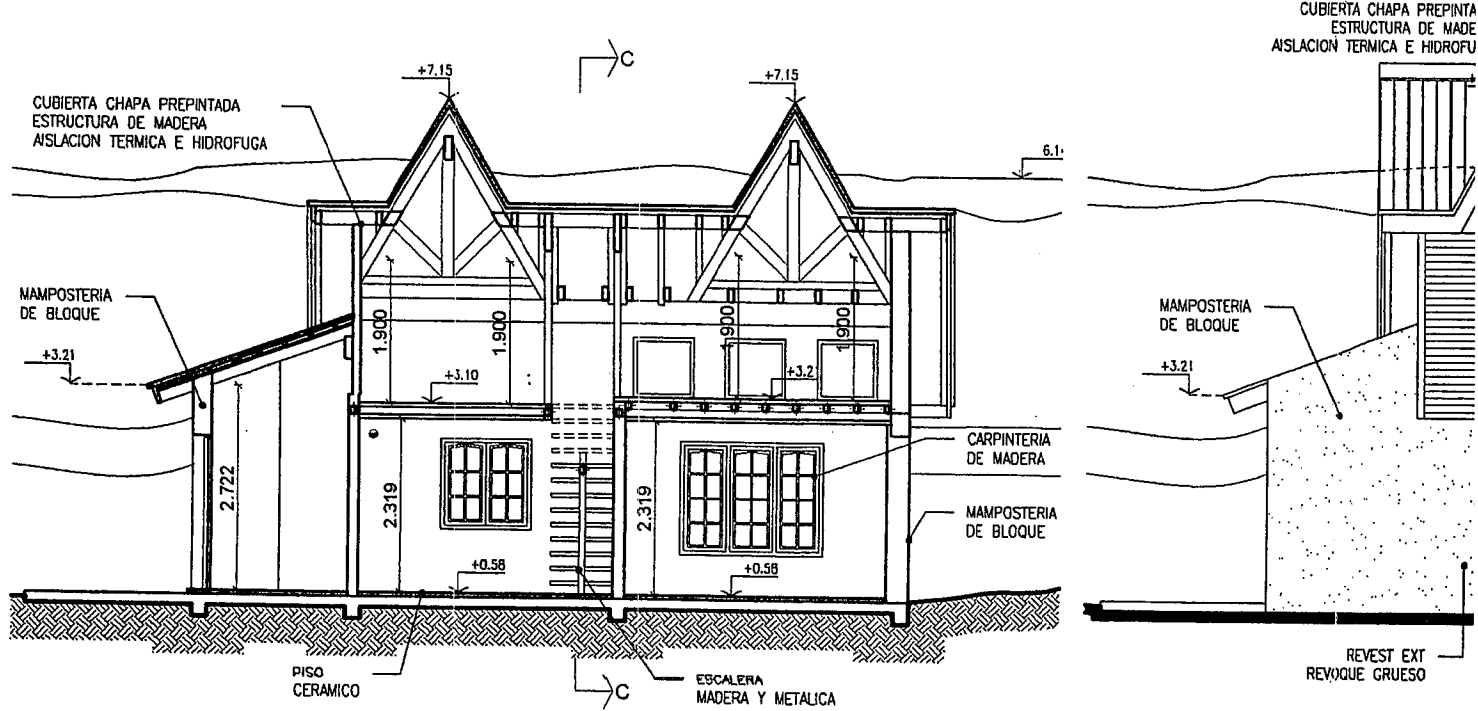 C
+7.15
+7.15
CUBIERTA CHAPA PREPINTADA
ESTRUCTURA DE MADERA
AISLACION TERMICA E HIDROFUGA
6.1
MAMPOSTERIA
DE BLOQUE
+3.21
1.900
1.900
1.900
1.900
+3.10
+3.2
2.722
2.319
2.319
CARPINTERIA
DE MADERA
MAMPOSTERIA
DE BLOQUE
+0.58
+0.58
PISO
CERAMICO
ESCALERA
MADERA Y METALICA
C
CUBIERTA CHAPA PREPINTA
ESTRUCTURA DE MADE
AISLACION TERMICA E HIDROFU
MAMPOSTERIA
DE BLOQUE
+3.21
REVEST EXT
REVOQUE GRUESO